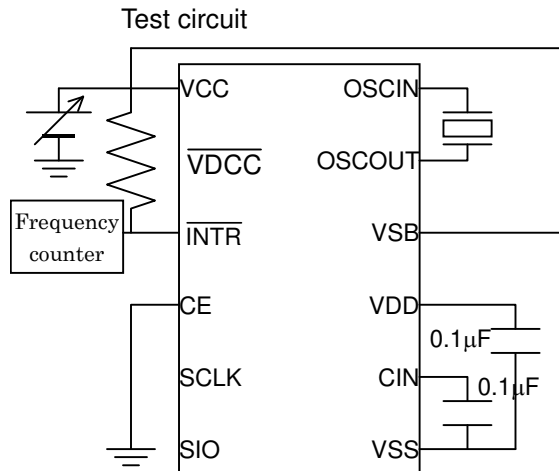 Test circuit
VCC
OSCIN
VDCC
OSCOUT
Frequency
counter
INTR
VSB
CE
VDD
0.1μF
SCLK
CIN
0.1μF
SIO
VSS